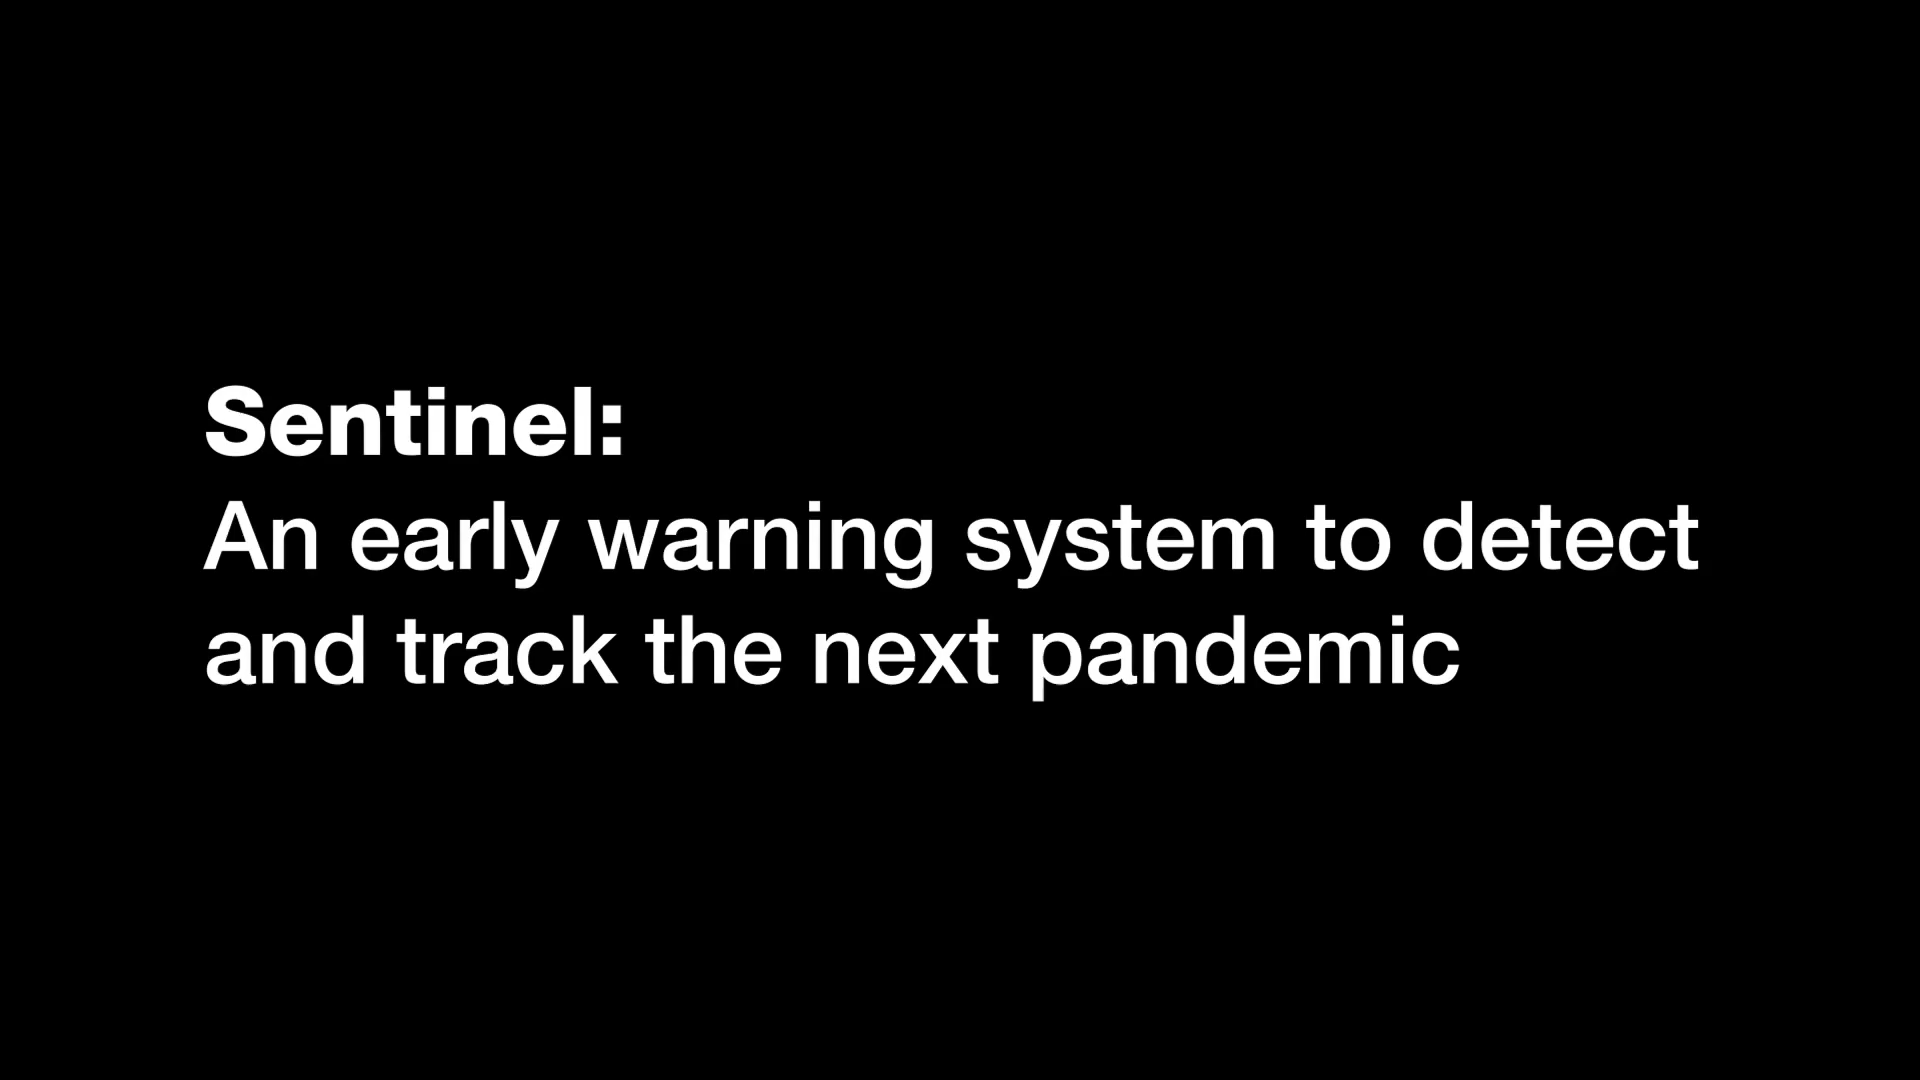 Sentinel:
An early warning system to detect
and track the next pandemic